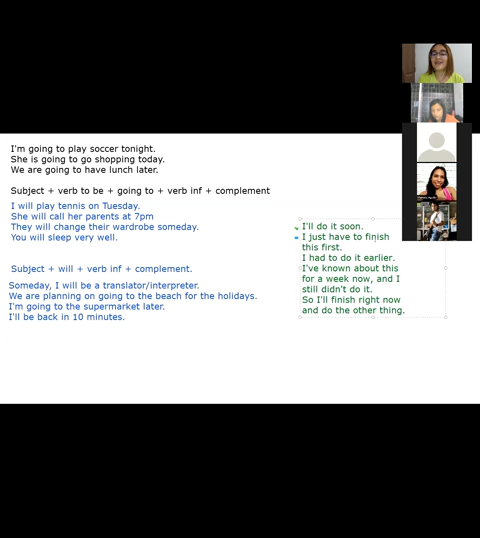 I'm going to play soccer tonight.
She is going to go shopping today.
We are going to have lunch later.
Subject + verb to be + going to + verb inf + complement
I will play tennis on Tuesday.
She will call her parents at 7pm
They will change their wardrobe someday.
You will sleep very well.
Subject + will + verb inf + complement.
Someday, I will be a translator/interpreter.
We are planning on going to the beach for the holidays.
I'm going to the supermarket later.
I'll be back in 10 minutes.
I'll do it soon.
I just have to finish
this first.
I had to do it earlier.
I've known about this
for a week now, and I
still didn't do it.
So I'll finish right now
and do the other thing.